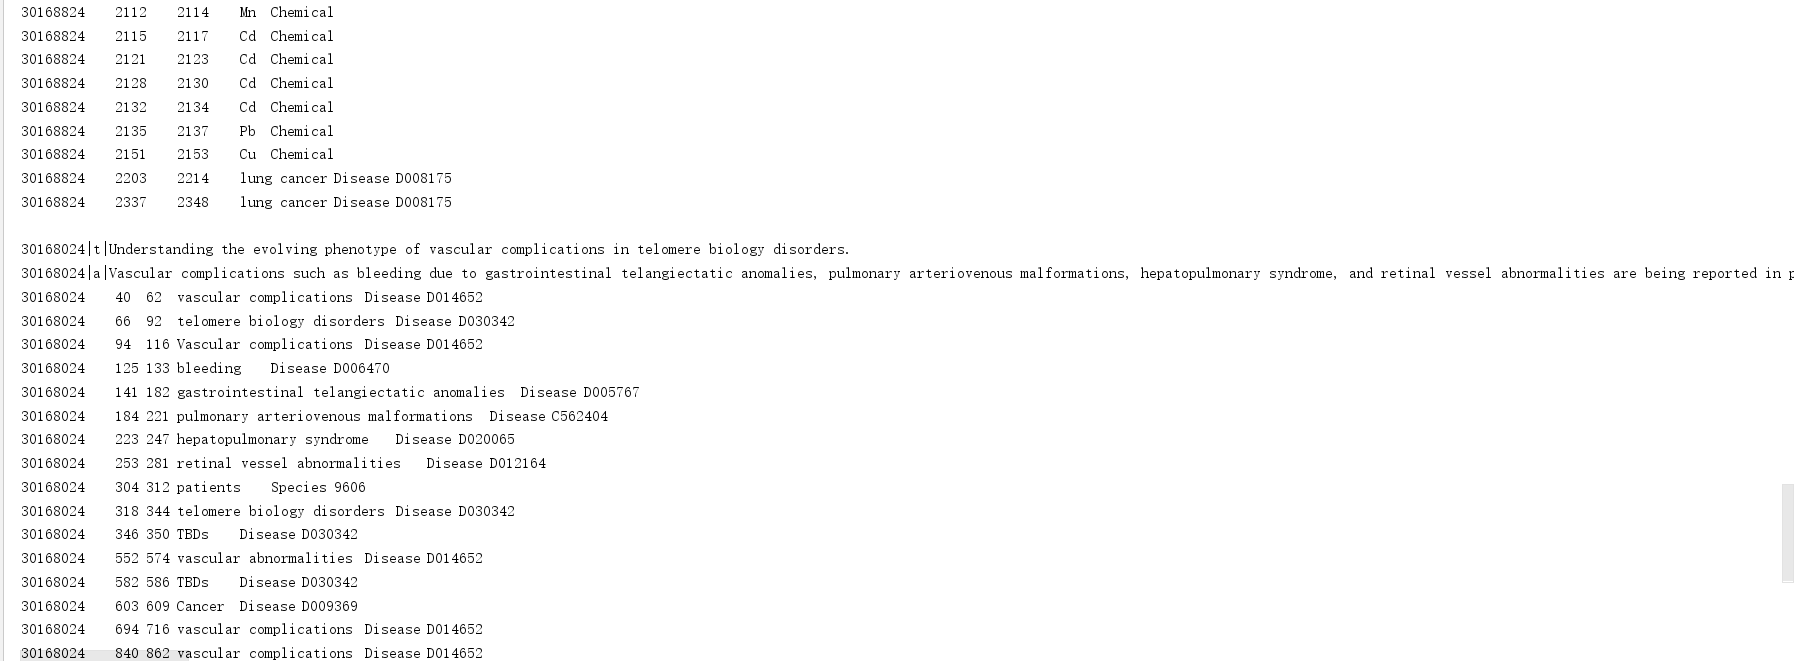 30168824 2112 2114 Mn Chemical
30168824 2115 2117 Cd Chemical
30168824 2121 2123 Cd Chemical
30168824 2128 2130 Cd Chemical
30168824 2132 2134 Cd Chemical
30168824 2135 2137 Pb Chemical
30168824 2151 2153 Cu Chemical
30168824 2203 2214 lung cancer Disease D008175
30168824 2337 2348 lung cancer Disease D008175
30168024|t|Understanding the evolving phenotype of vascular complications in telomere biology disorders.
30168024|a|Vascular complications such as bleeding due to gastrointestinal telangiectatic anomalies, pulmonary arteriovenous malformations, hepatopulmonary syndrome, and retinal vessel abnormalities are being reported in p
30168024 40 62 vascular complications Disease D014652
30168024 66 92 telomere biology disorders Disease D030342
30168024 94 116 Vascular complications Disease D014652
30168024 125 133 bleeding Disease D006470
30168024 141 182 gastrointestinal telangiectatic anomalies Disease D005767
30168024 184 221 pulmonary arteriovenous malformations Disease C562404
30168024 223 247 hepatopulmonary syndrome Disease D020065
30168024 253 281 retinal vessel abnormalities Disease D012164
30168024 304 312 patients Species 9606
30168024 318 344 telomere biology disorders Disease D030342
30168024 346 350 TBDs Disease D030342
30168024 552 574 vascular abnormalities Disease D014652
30168024 582 586 TBDs Disease D030342
30168024 603 609 Cancer Disease D009369
30168024 694 716 vascular complications Disease D014652
30168024 840 862 vascular complications Disease D014652